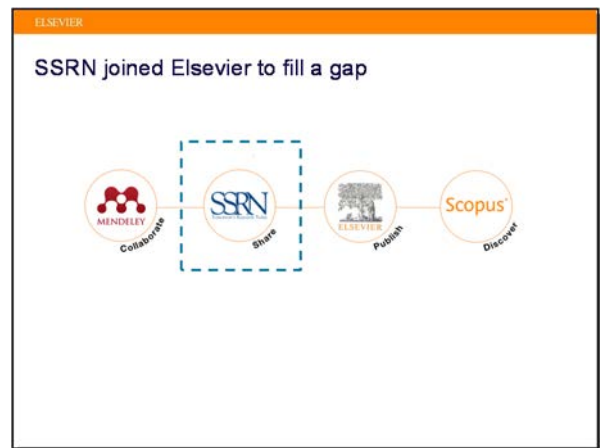 ELSEVIER
SSRN joined Elsevier to fill a gap
MENDELEY
Collaborate
SSRN
Share
ELSEVIER
Publish
Scopus
Discover